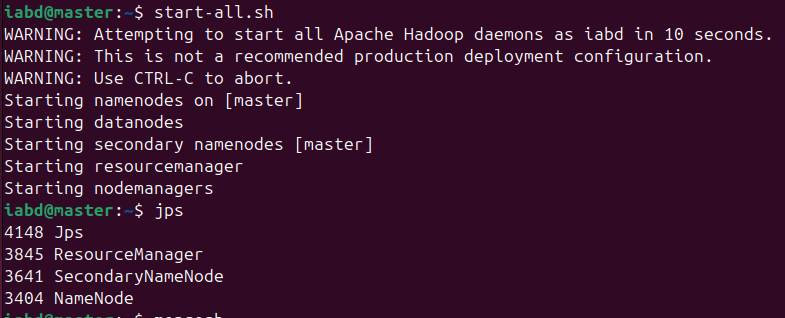 iabd@master:~$ start-all.sh
WARNING: Attempting to start all Apache Hadoop daemons as iabd in 10 seconds.
WARNING: This is not a recommended production deployment configuration.
WARNING: Use CTRL-C to abort.
Starting namenodes on [master]
Starting datanodes
Starting secondary namenodes [master]
Starting resourcemanager
Starting nodemanagers
iabd@master:~$ jps
4148 Jps
3845 ResourceManager
3641 SecondaryNameNode
3404 NameNode
iabd@master:~$